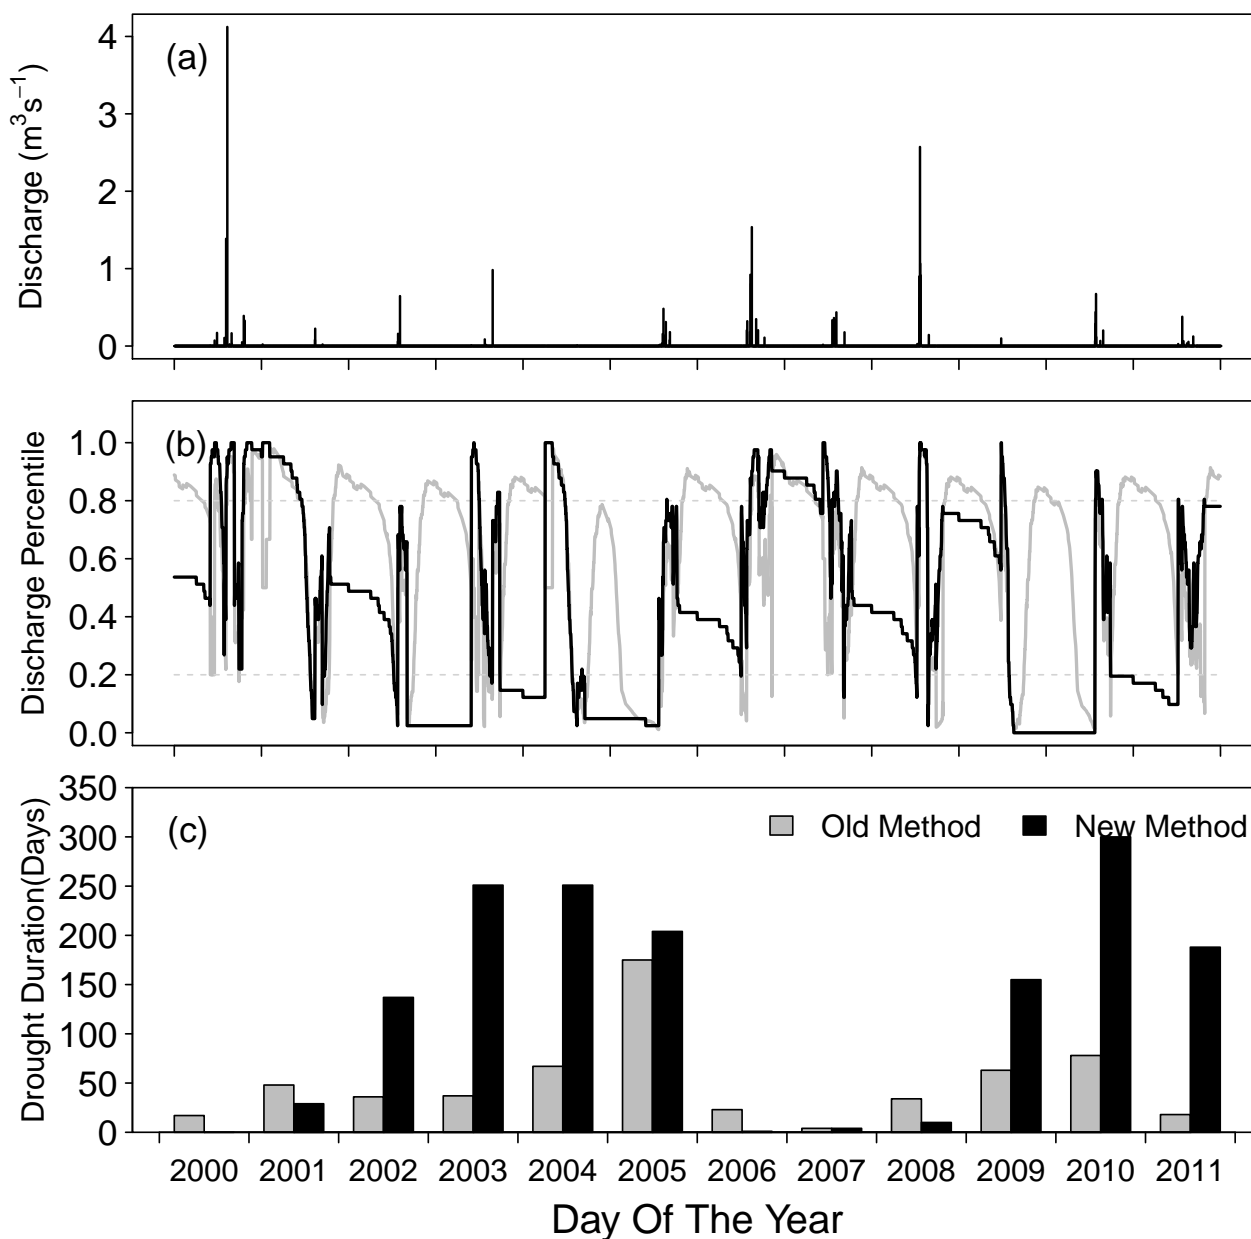 (a)
Discharge (m³s⁻¹)
4
3
2
1
0
(b)
Discharge Percentile
1.0
0.8
0.6
0.4
0.2
0.0
(c)
Old Method New Method
Drought Duration(Days)
350
300
250
200
150
100
50
0
2000 2001 2002 2003 2004 2005 2006 2007 2008 2009 2010 2011
Day Of The Year